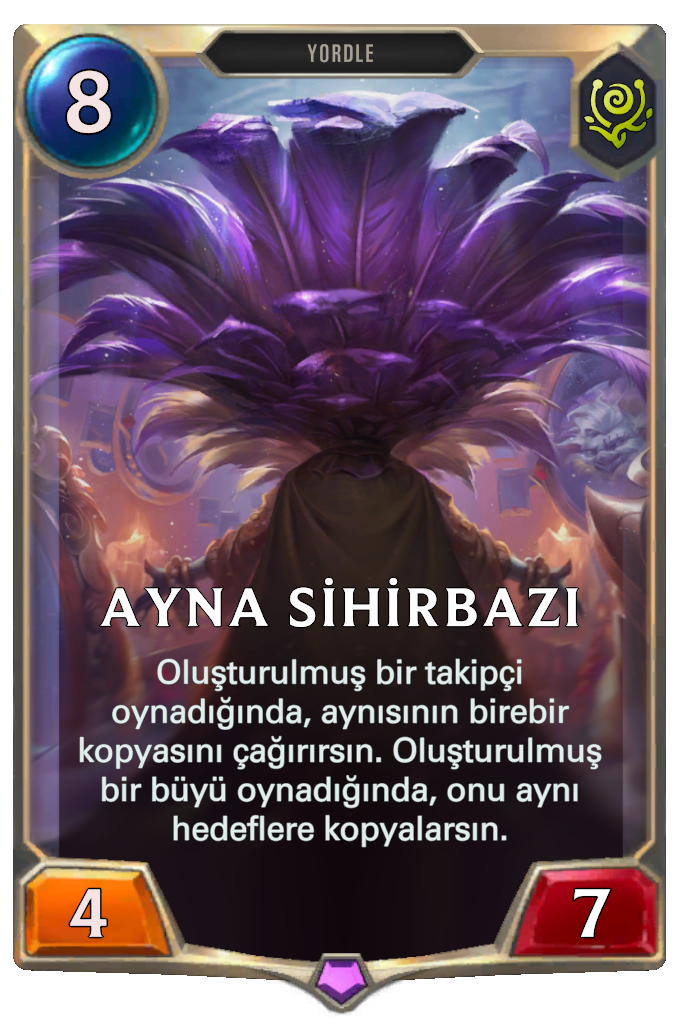 8
YORDLE
AYNA SİHİRBAZI
Oluşturulmuş bir takipçi
oynadığında, aynısının birebir
kopyasını çağırırsın. Oluşturulmuş
bir büyü oynadığında, onu aynı
hedeflere kopyalarsın.
4
7